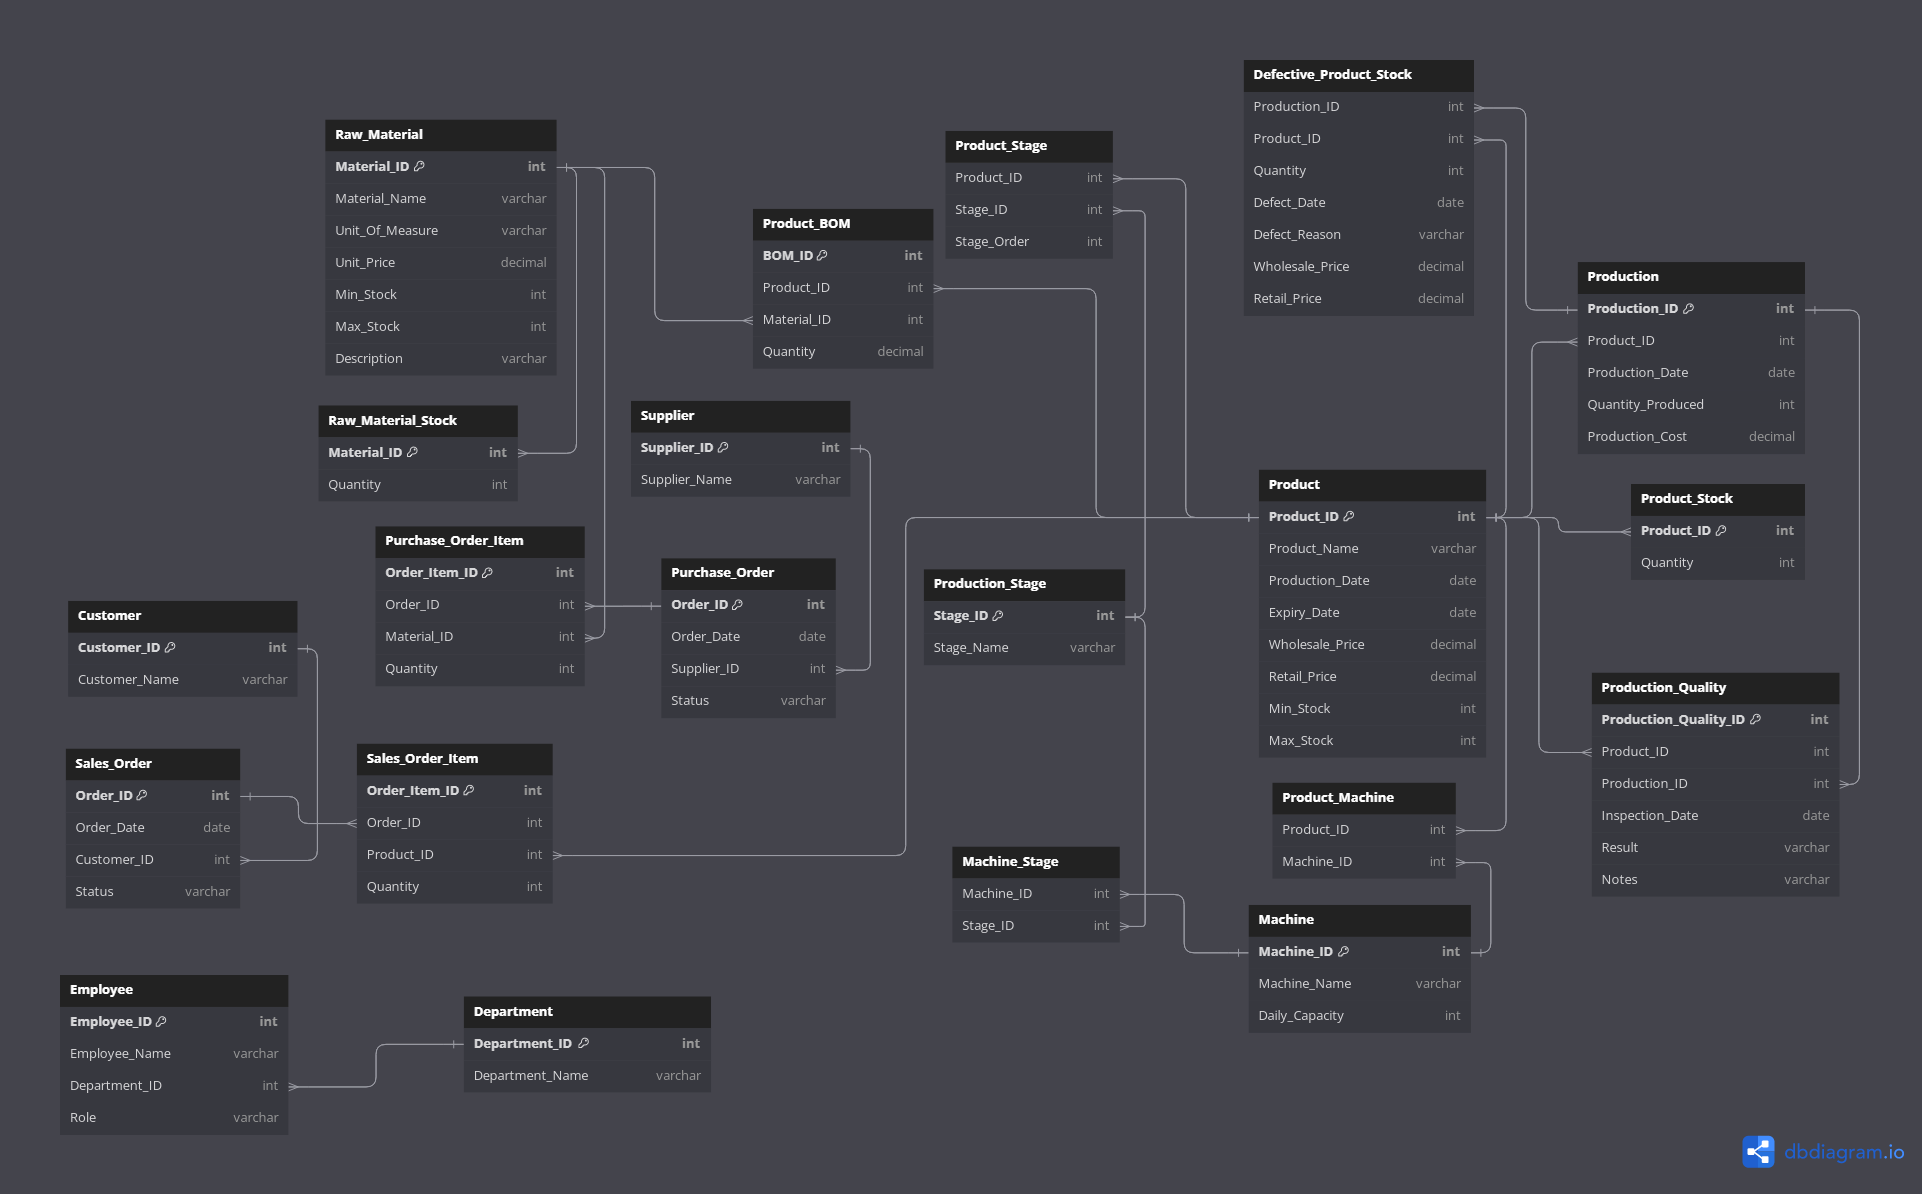 Defective_Product_Stock
Production_ID int
Product_ID int
Quantity int
Defect_Date date
Defect_Reason varchar
Wholesale_Price decimal
Retail_Price decimal
Raw_Material
Material_ID int
Material_Name varchar
Unit_Of_Measure varchar
Unit_Price decimal
Min_Stock int
Max_Stock int
Description varchar
Product_Stage
Product_ID int
Stage_ID int
Stage_Order int
Product_BOM
BOM_ID int
Product_ID int
Material_ID int
Quantity decimal
Production
Production_ID int
Product_ID int
Production_Date date
Quantity_Produced int
Production_Cost decimal
Raw_Material_Stock
Material_ID int
Quantity int
Supplier
Supplier_ID int
Supplier_Name varchar
Product
Product_ID int
Product_Name varchar
Production_Date date
Expiry_Date date
Wholesale_Price decimal
Retail_Price decimal
Min_Stock int
Max_Stock int
Product_Stock
Product_ID int
Quantity int
Purchase_Order_Item
Order_Item_ID int
Order_ID int
Material_ID int
Quantity int
Purchase_Order
Order_ID int
Order_Date date
Supplier_ID int
Status varchar
Production_Stage
Stage_ID int
Stage_Name varchar
Customer
Customer_ID int
Customer_Name varchar
Production_Quality
Production_Quality_ID int
Product_ID int
Production_ID int
Inspection_Date date
Result varchar
Notes varchar
Sales_Order
Order_ID int
Order_Date date
Customer_ID int
Status varchar
Sales_Order_Item
Order_Item_ID int
Order_ID int
Product_ID int
Quantity int
Product_Machine
Product_ID int
Machine_ID int
Machine_Stage
Machine_ID int
Stage_ID int
Machine
Machine_ID int
Machine_Name varchar
Daily_Capacity int
Employee
Employee_ID int
Employee_Name varchar
Department_ID int
Role varchar
Department
Department_ID int
Department_Name varchar
dbdiagram.io